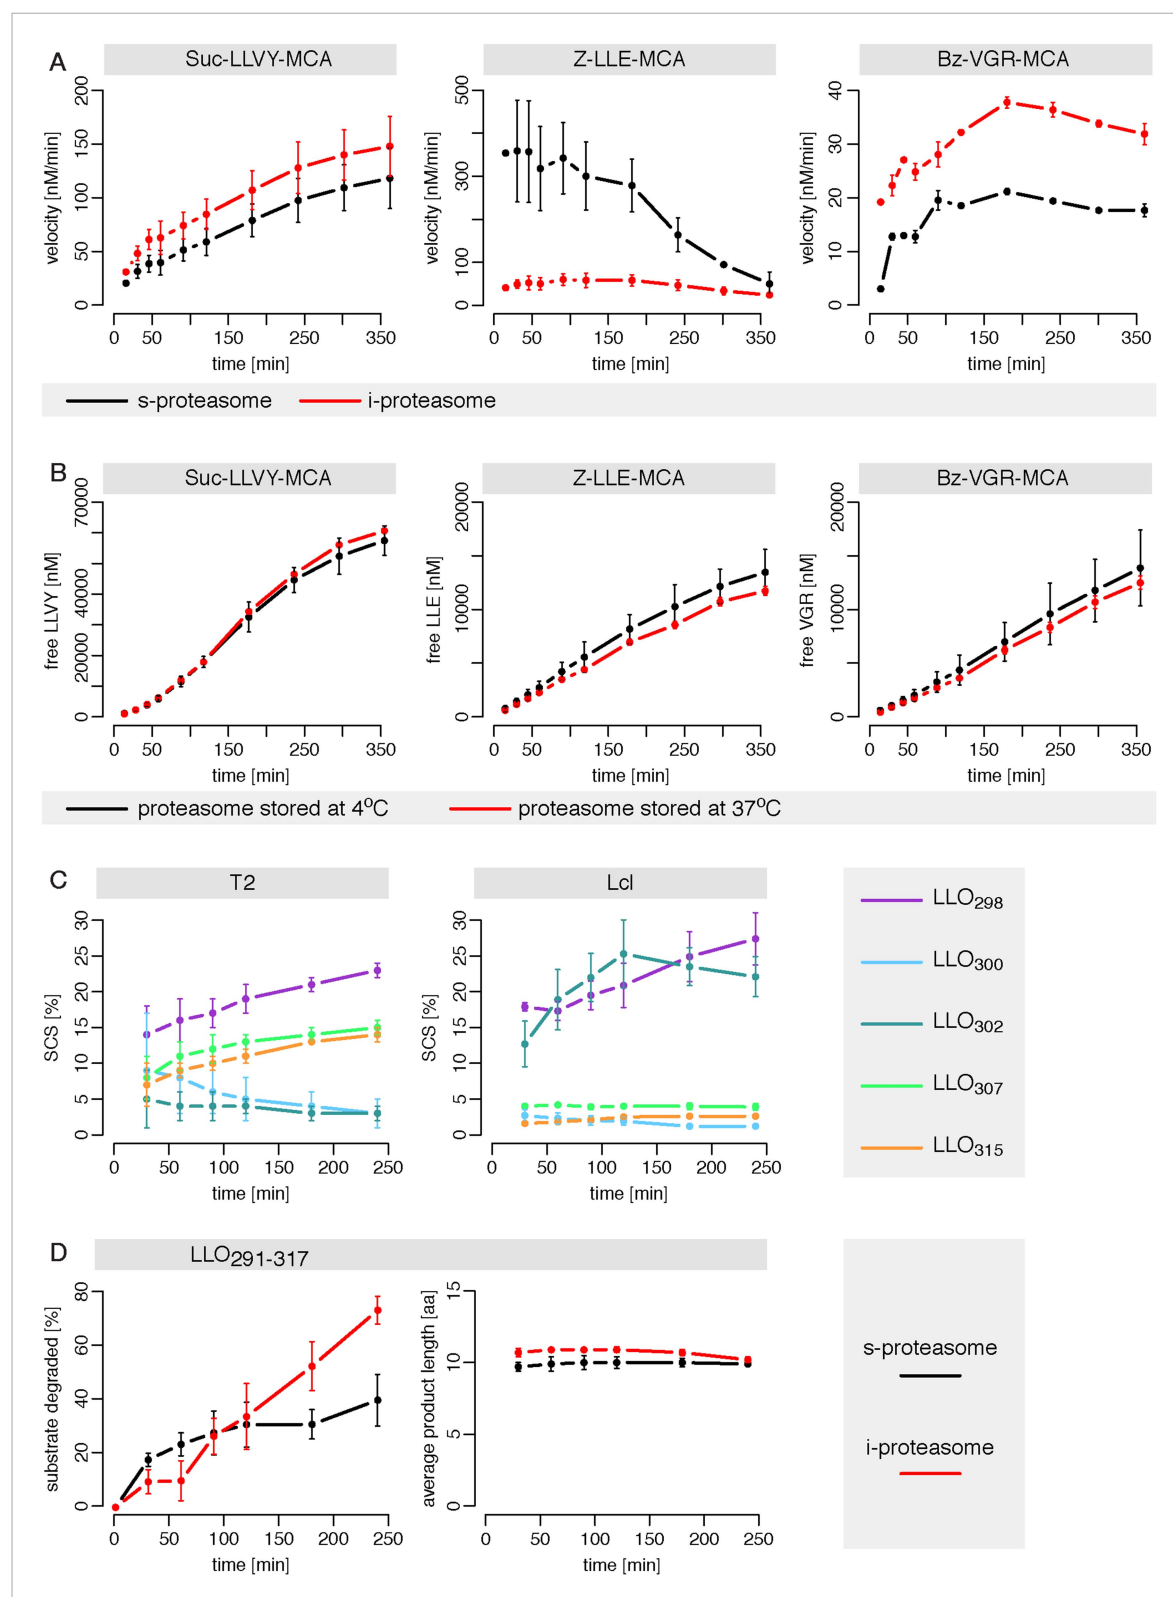 A
Suc-LLVY-MCA
Z-LLE-MCA
Bz-VGR-MCA
velocity [nM/min]
200
150
100
50
0
0 50 150 250 350
time [min]
velocity [nM/min]
500
300
100
0
0 50 150 250 350
time [min]
velocity [nM/min]
40
30
20
10
0
0 50 150 250 350
time [min]
s-proteasome
i-proteasome
B
Suc-LLVY-MCA
Z-LLE-MCA
Bz-VGR-MCA
free LLVY [nM]
70000
40000
20000
0
0 50 150 250 350
time [min]
free LLE [nM]
20000
10000
0
0 50 150 250 350
time [min]
free VGR [nM]
20000
10000
0
0 50 150 250 350
time [min]
proteasome stored at 4°C
proteasome stored at 37°C
C
T2
Lcl
SCS [%]
30
25
20
15
10
5
0
0 50 100 150 200 250
time [min]
SCS [%]
30
25
20
15
10
5
0
0 50 100 150 200 250
time [min]
LLO298
LLO300
LLO302
LLO307
LLO315
D
LLO291-317
substrate degraded [%]
80
60
40
20
0
0 50 100 150 200 250
time [min]
average product length [aa]
15
10
5
0
0 50 100 150 200 250
time [min]
s-proteasome
i-proteasome